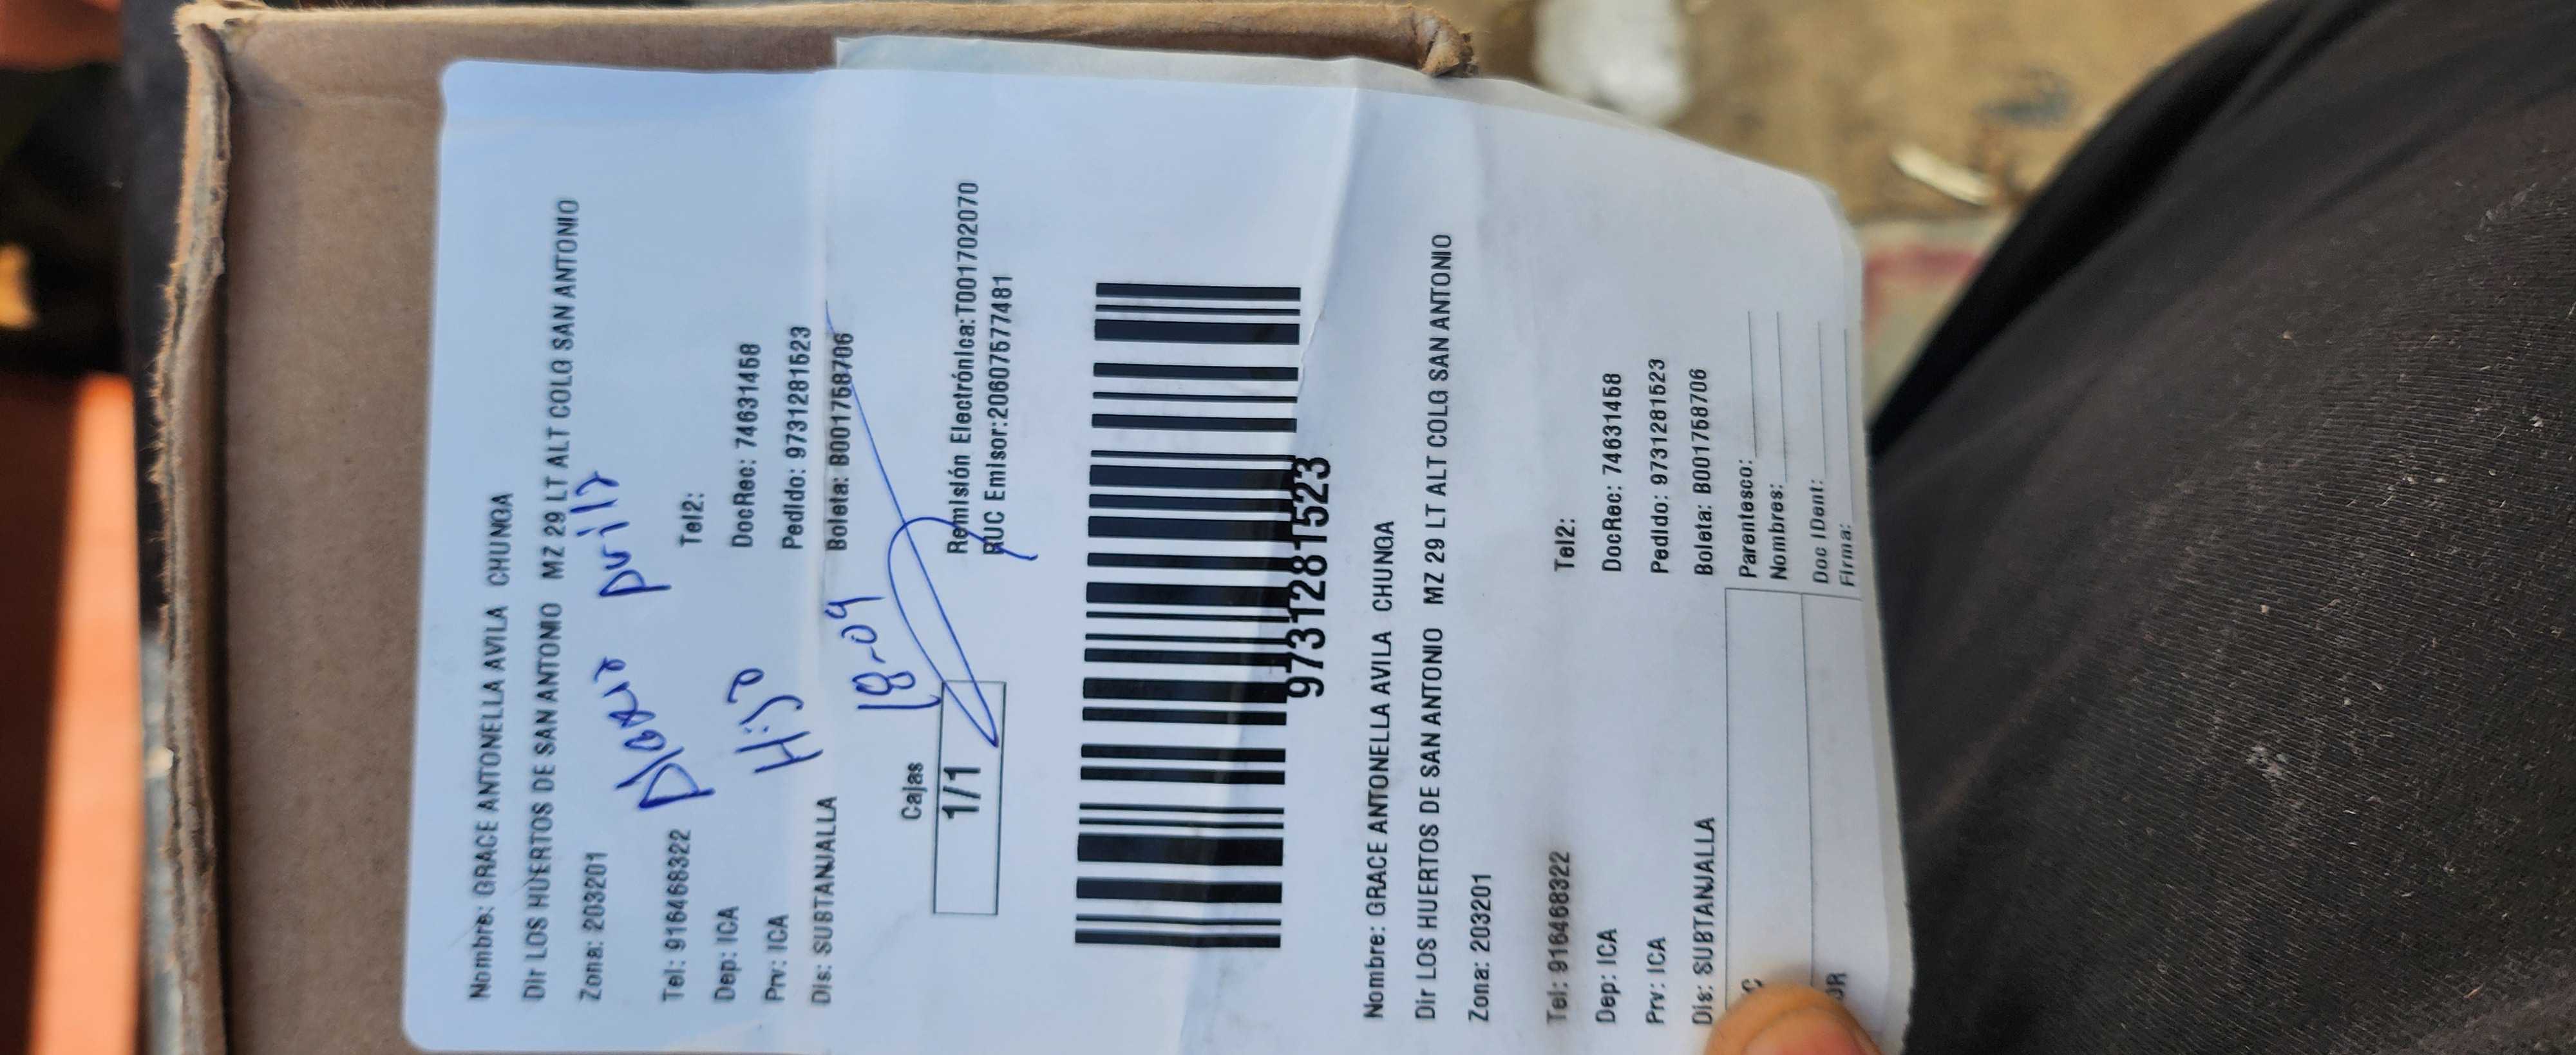 Nombre: GRACE ANTONELLA AVILA CHUNGA
Dir LOS HUERTOS DE SAN ANTONIO MZ 29 LT ALT COLG SAN ANTONIO
Zona: 203201
Tel: 916468322 Tel2:
Dep: ICA DocRec: 74631458
Hijo
Prv: ICA Pedido: 9731281523
Dis: SUBTANJALLA Boleta: B001758706
18-09
Cajas
1/1
Remisión Electrónica:T001702070
RUC Emisor:20607577481
9731281523
Nombre: GRACE ANTONELLA AVILA CHUNGA
Dir LOS HUERTOS DE SAN ANTONIO MZ 29 LT ALT COLG SAN ANTONIO
Zona: 203201
Tel: 916468322 Tel2:
Dep: ICA DocRec: 74631458
Prv: ICA Pedido: 9731281523
Dis: SUBTANJALLA Boleta: B001758706
Parentesco:
Nombres:
Doc IDent:
Firma: